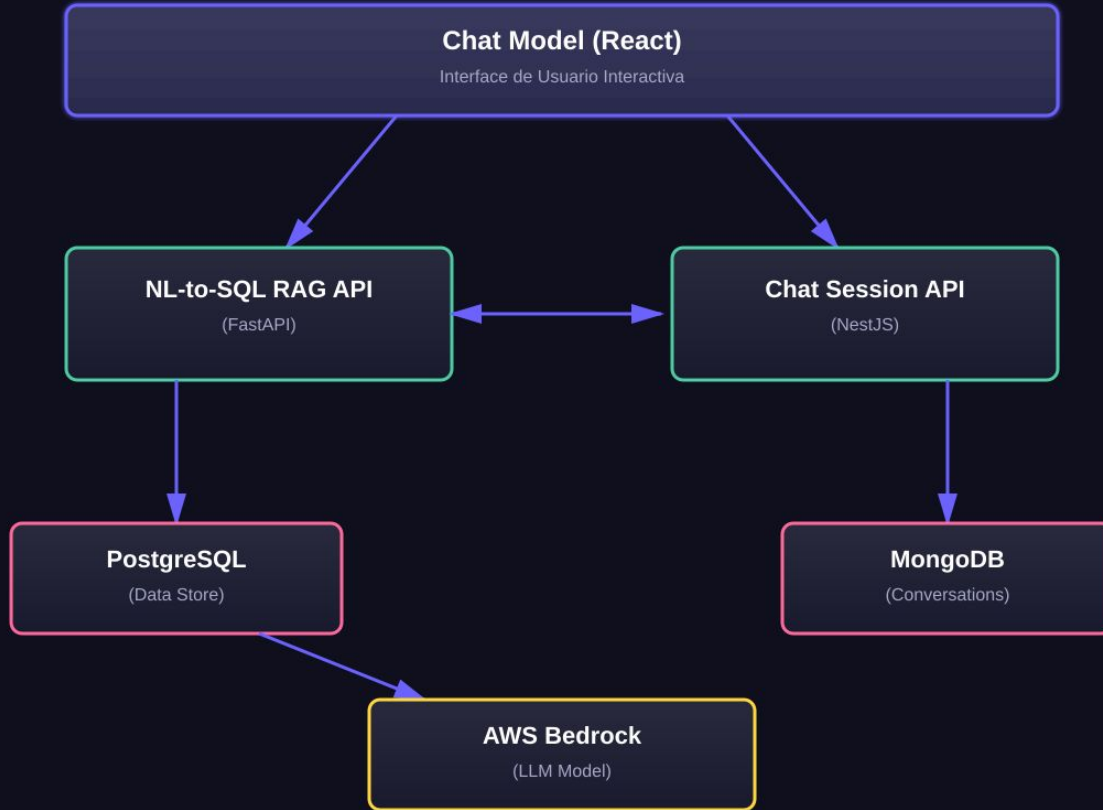 Chat Model (React)
Interface de Usuario Interactiva
NL-to-SQL RAG API
(FastAPI)
Chat Session API
(NestJS)
PostgreSQL
(Data Store)
MongoDB
(Conversations)
AWS Bedrock
(LLM Model)